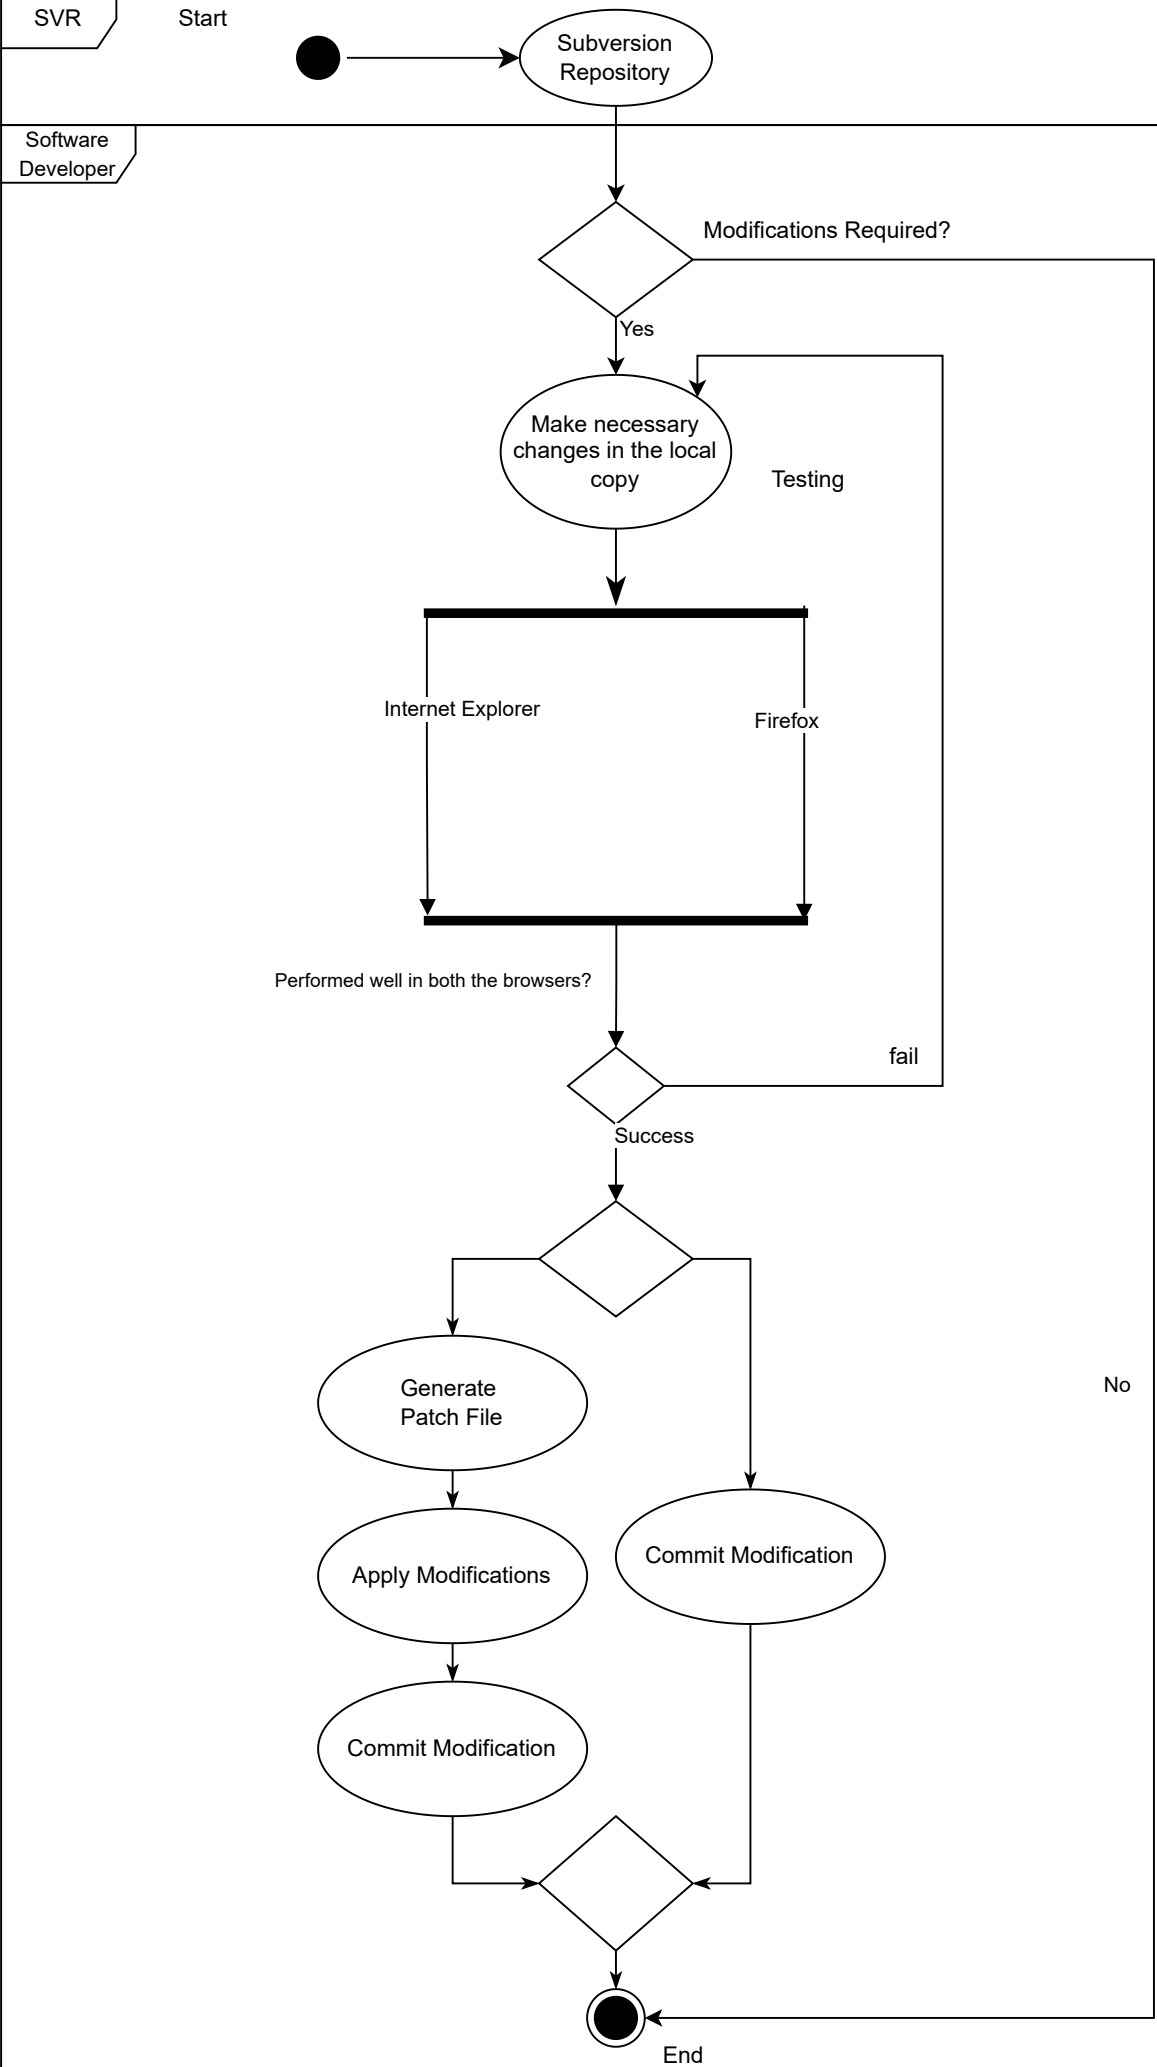 SVR
Start
Subversion
Repository
Software
Developer
Modifications Required?
Yes
Make necessary
changes in the local
copy
Testing
Internet Explorer
Firefox
Performed well in both the browsers?
fail
Success
Generate
Patch File
No
Commit Modification
Apply Modifications
Commit Modification
End